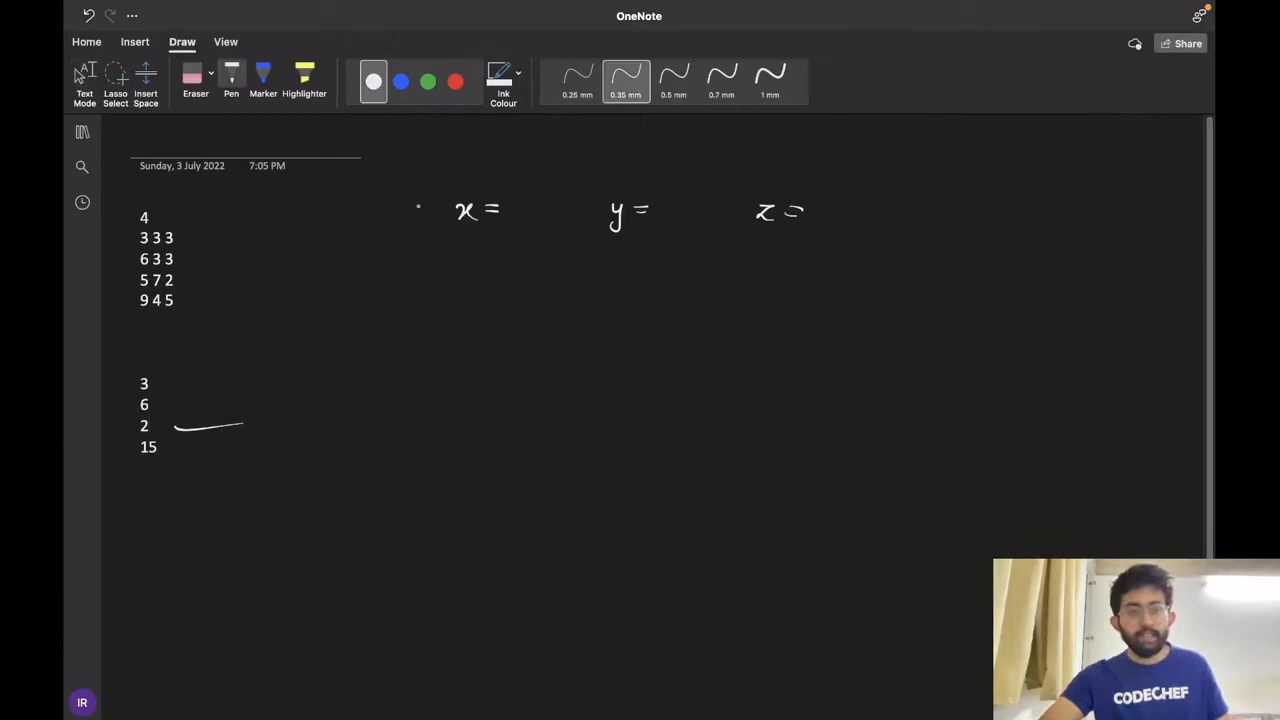 OneNote
Home Insert Draw View
Share
Text Mode
Lasso Select
Insert Space
Eraser
Pen
Marker
Highlighter
Ink Colour
0.25 mm
0.35 mm
0.5 mm
0.7 mm
1 mm
Sunday, 3 July 2022 7:05 PM
x = y = z =
4
3 3 3
6 3 3
5 7 2
9 4 5
3
6
2
15
CODECHEF
IR